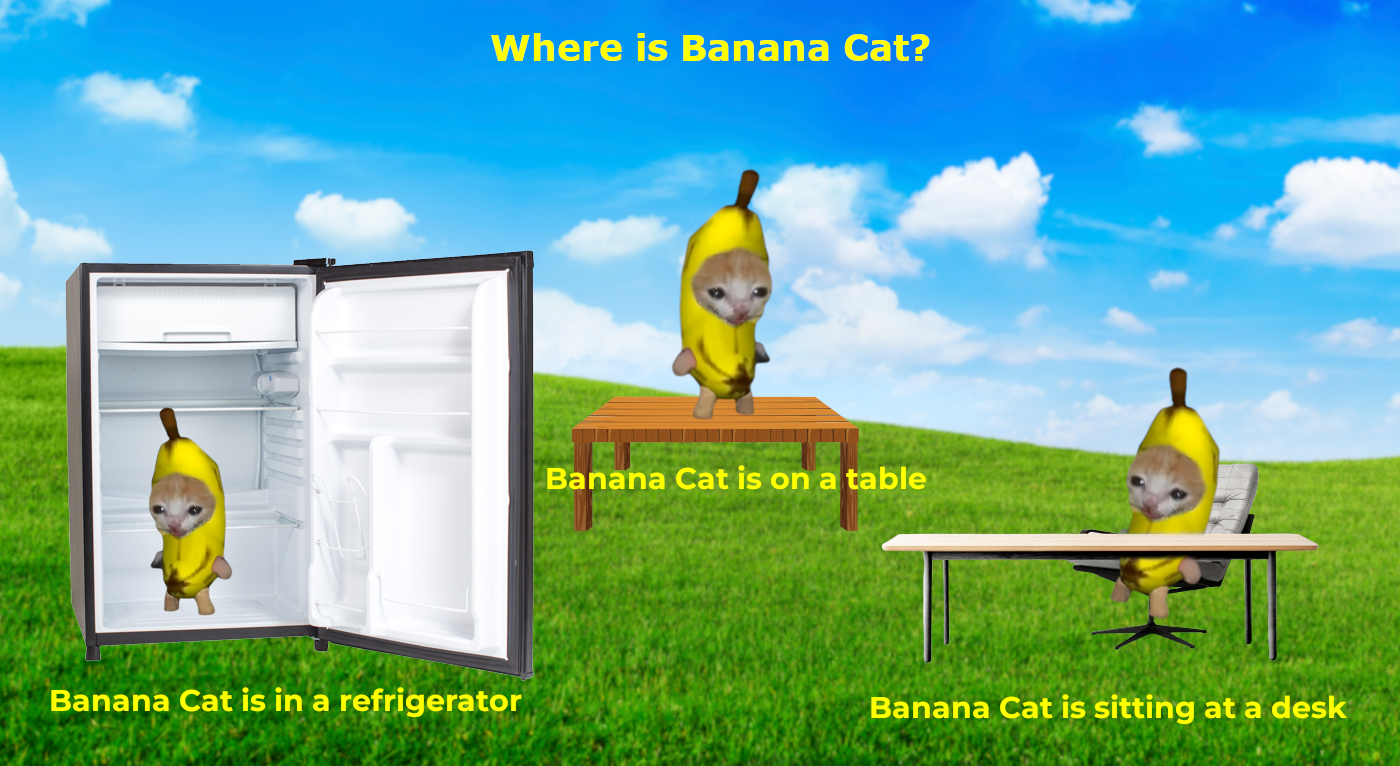 Where is Banana Cat?
Banana Cat is on a table
Banana Cat is in a refrigerator
Banana Cat is sitting at a desk